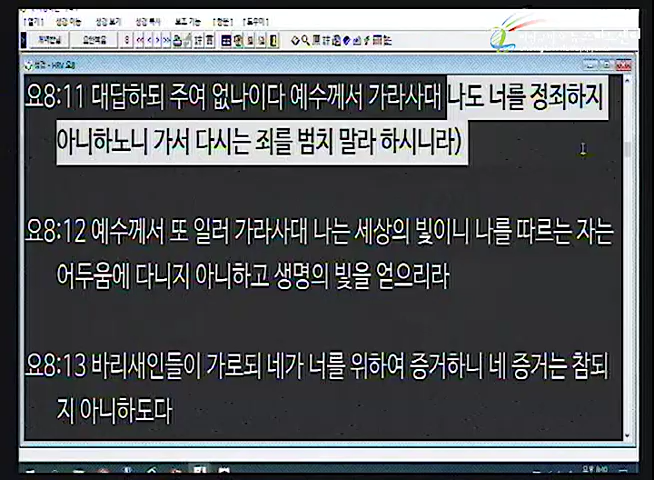 성경 - HRV 요8
요8:11 대답하되 주여 없나이다 예수께서 가라사대 나도 너를 정죄하지
아니하노니 가서 다시는 죄를 범치 말라 하시니라)
요8:12 예수께서 또 일러 가라사대 나는 세상의 빛이니 나를 따르는 자는
어두움에 다니지 아니하고 생명의 빛을 얻으리라
요8:13 바리새인들이 가로되 네가 너를 위하여 증거하니 네 증거는 참되
지 아니하도다